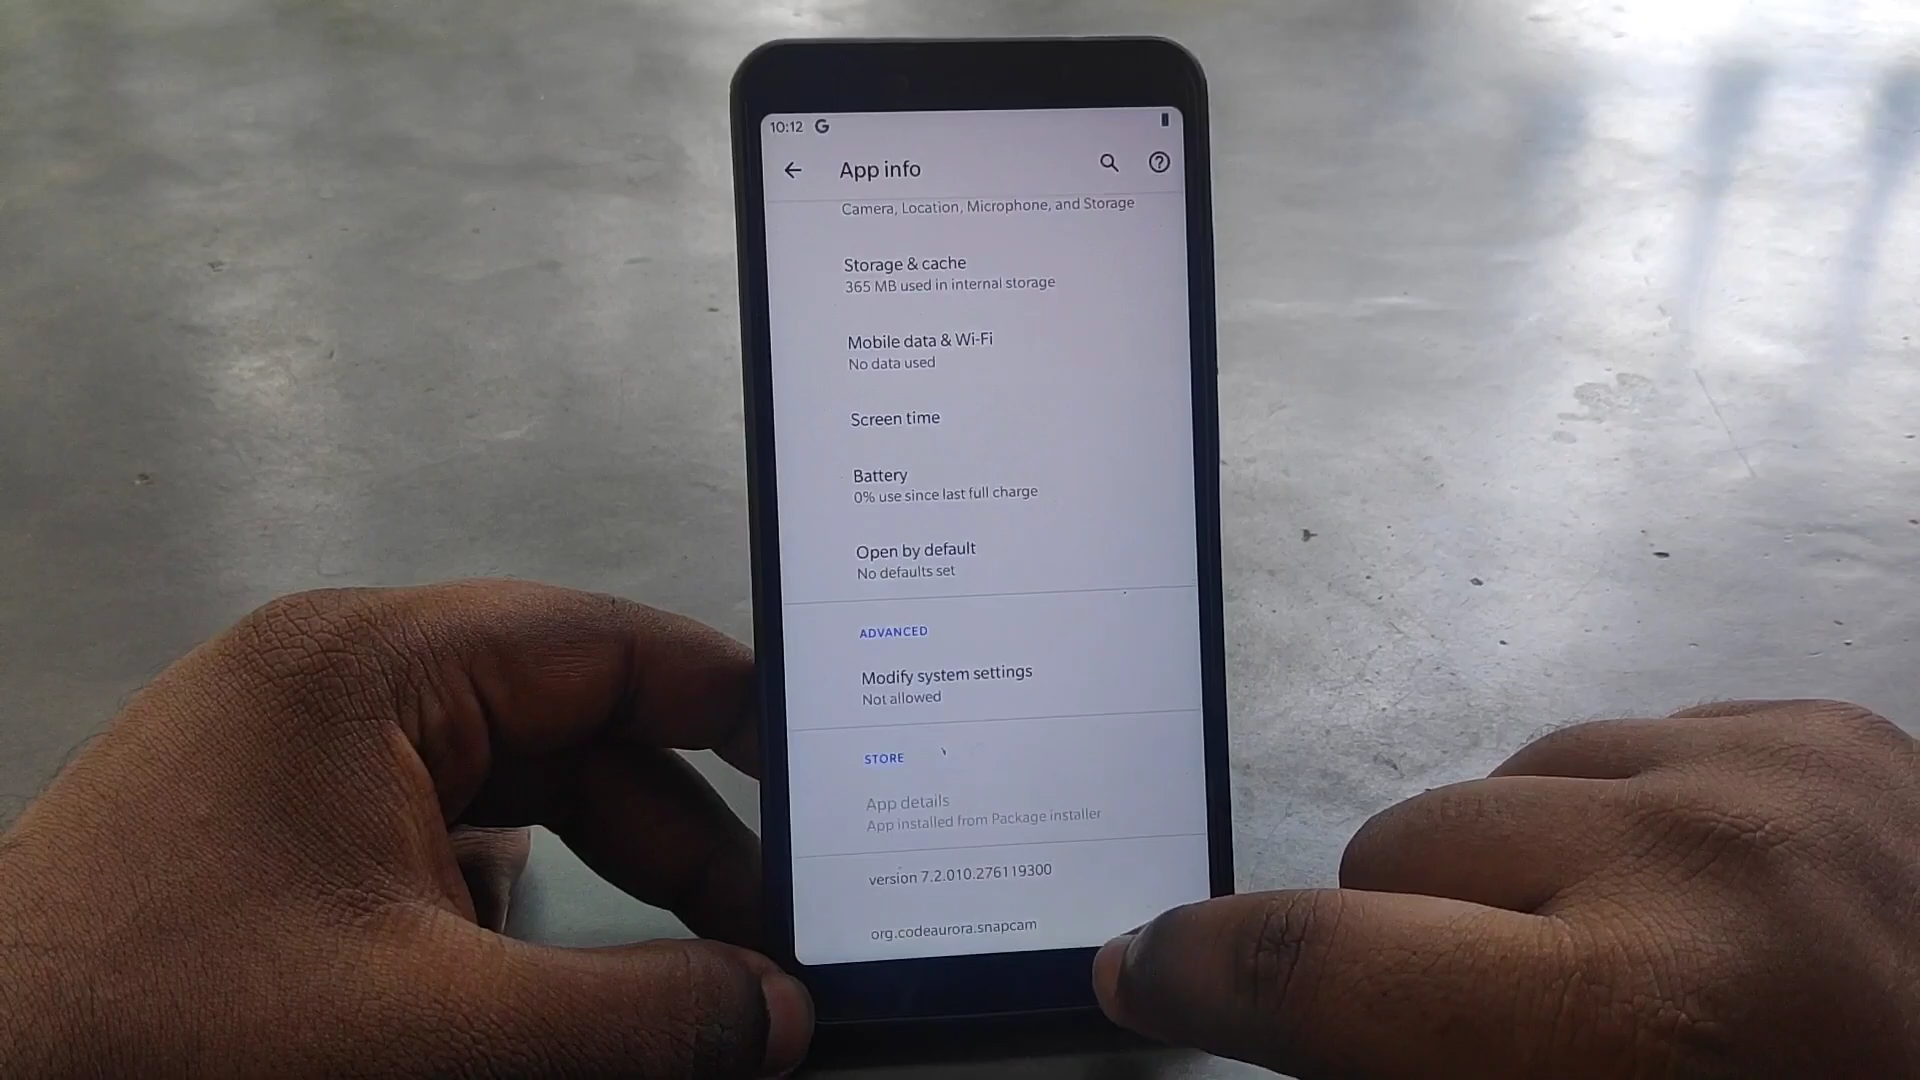 10:12 G
App info
Camera, Location, Microphone, and Storage
Storage & cache
365 MB used in internal storage
Mobile data & Wi-Fi
No data used
Screen time
Battery
0% use since last full charge
Open by default
No defaults set
ADVANCED
Modify system settings
Not allowed
STORE
App details
App installed from Package installer
version 7.2.010.276119300
org.codeaurora.snapcam